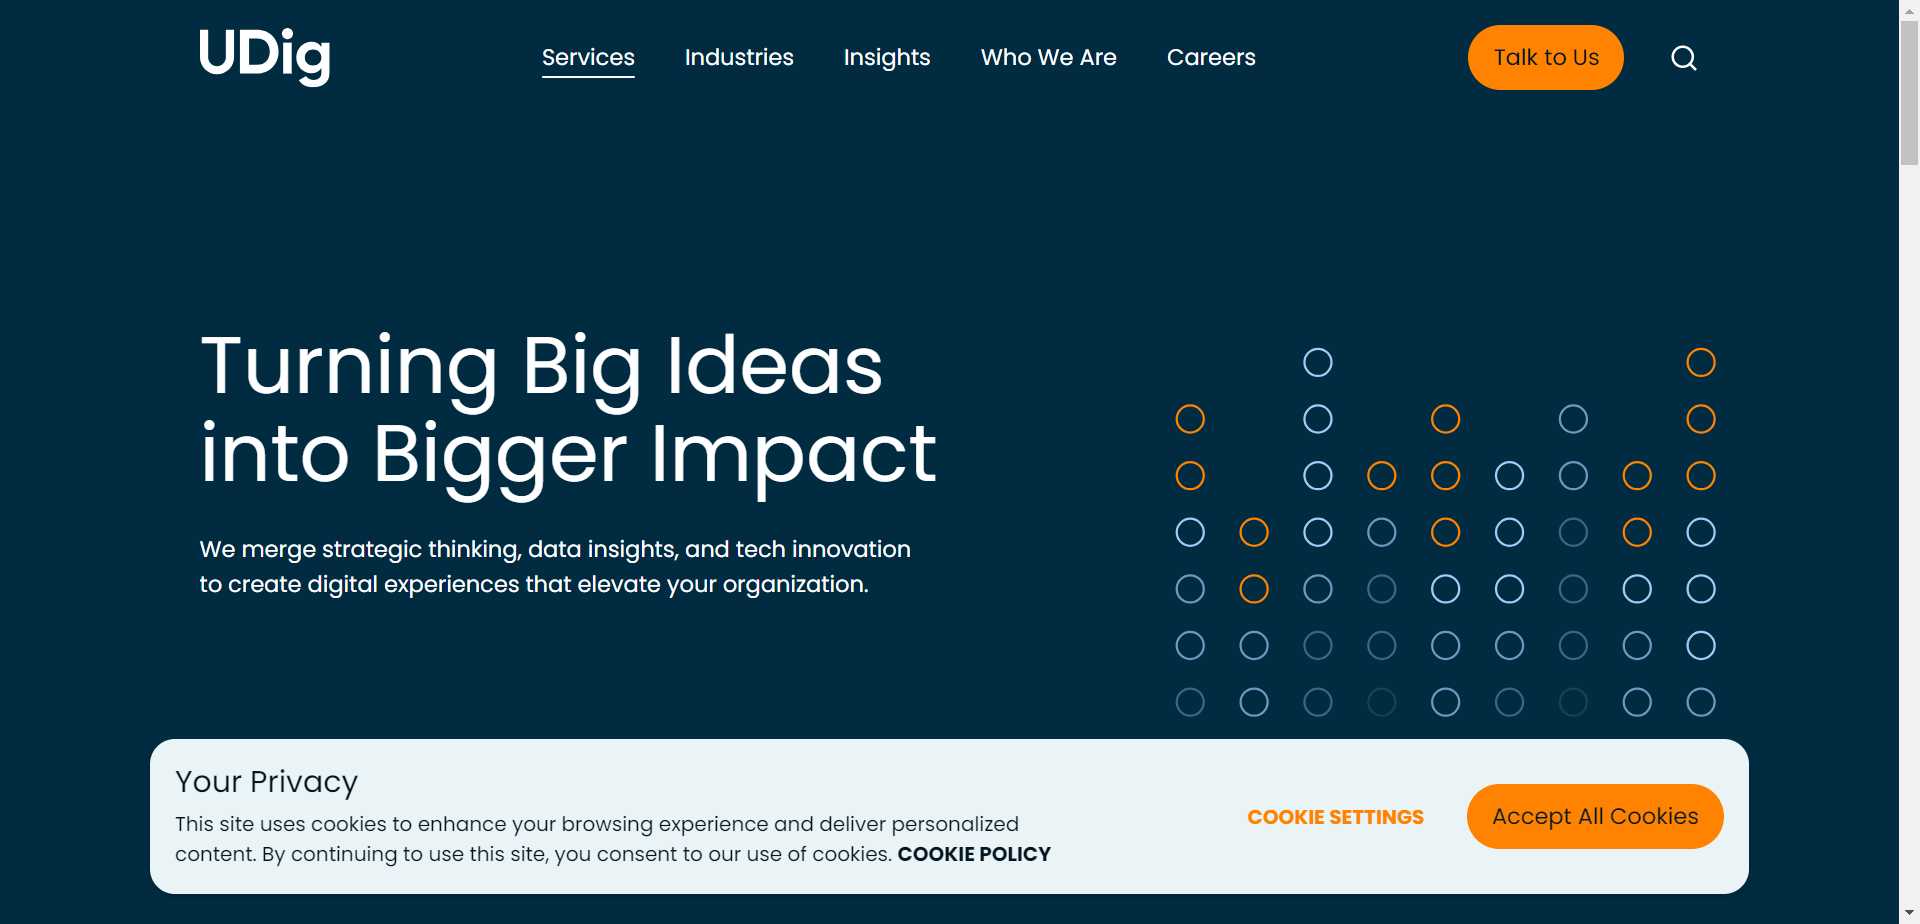 UDig
Services
Industries
Insights
Who We Are
Careers
Talk to Us
Turning Big Ideas
into Bigger Impact
We merge strategic thinking, data insights, and tech innovation
to create digital experiences that elevate your organization.
Your Privacy
This site uses cookies to enhance your browsing experience and deliver personalized
content. By continuing to use this site, you consent to our use of cookies. COOKIE POLICY
COOKIE SETTINGS
Accept All Cookies